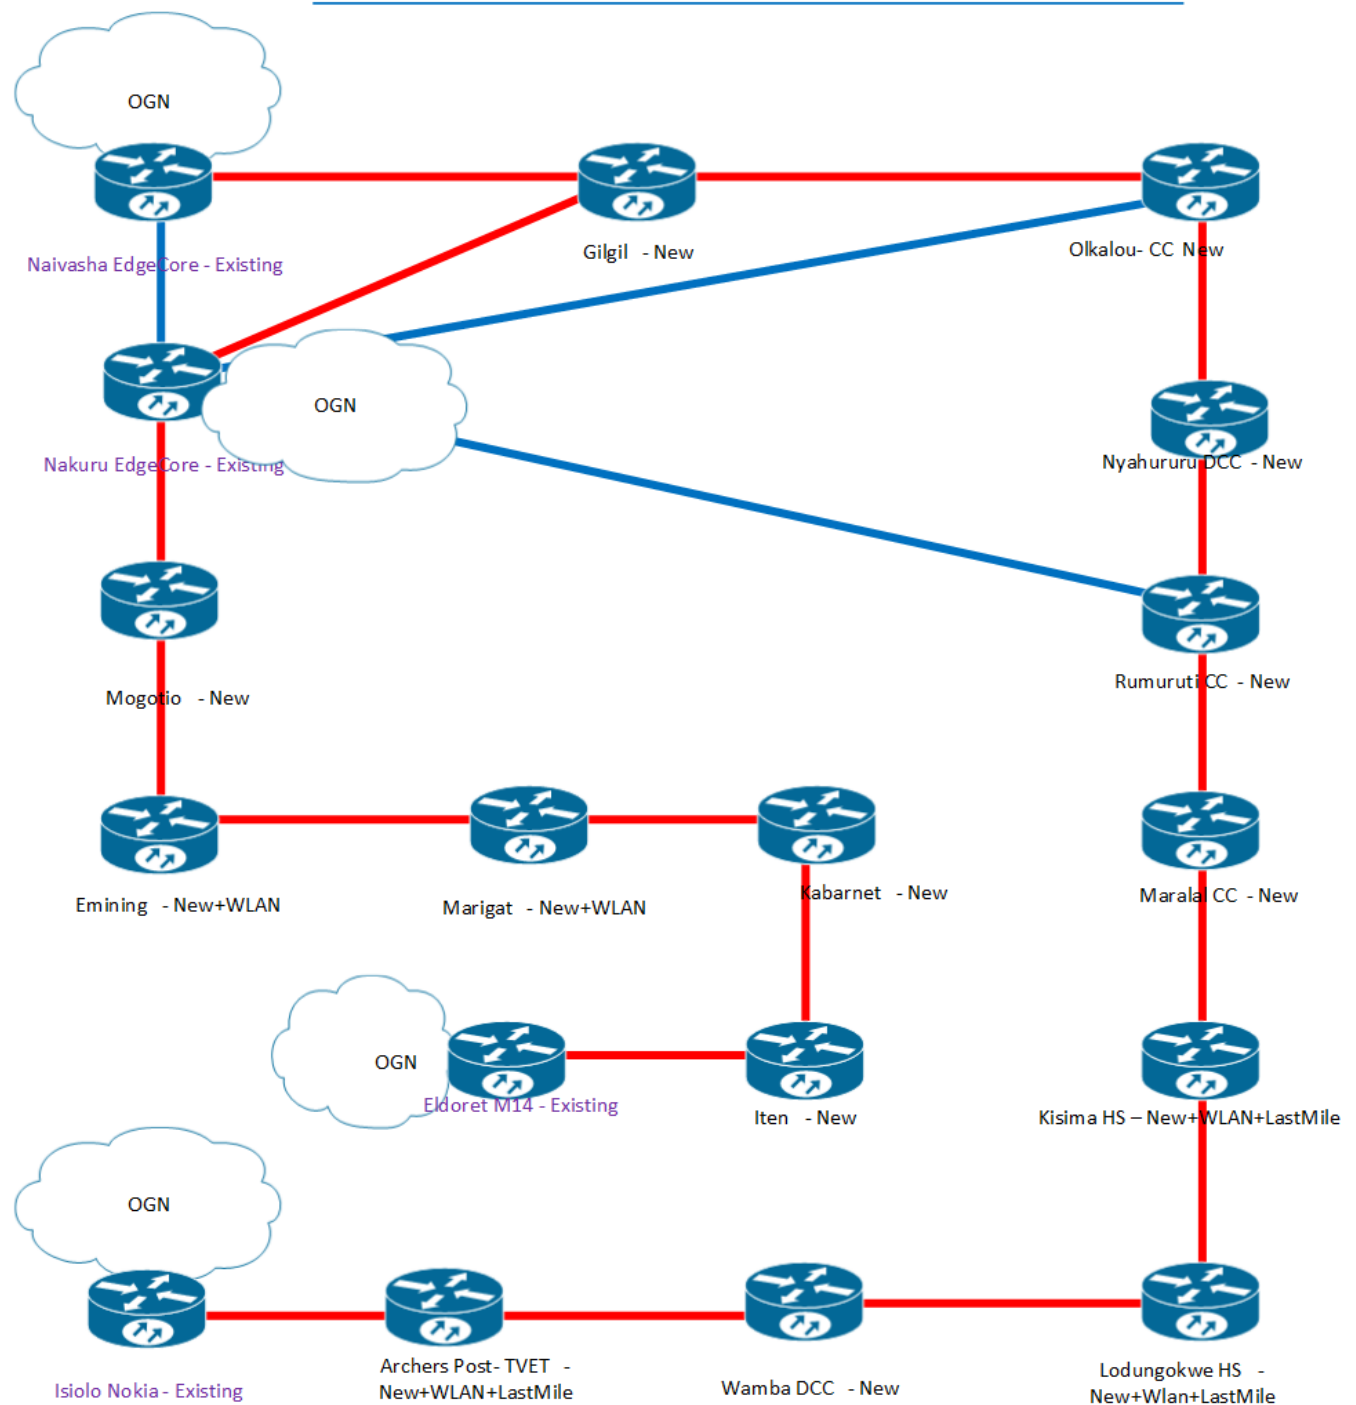 OGN
Naivasha EdgeCore - Existing
Gilgil - New
Olkalou- CC New
OGN
Nakuru EdgeCore - Existing
Nyahururu DCC - New
Mogotio - New
Rumuruti CC - New
Emining - New+WLAN
Marigat - New+WLAN
Kabarnet - New
Maralal CC - New
OGN
Eldoret M14 - Existing
Iten - New
Kisima HS – New+WLAN+LastMile
OGN
Isiolo Nokia - Existing
Archers Post- TVET -
New+WLAN+LastMile
Wamba DCC - New
Lodungokwe HS -
New+Wlan+LastMile